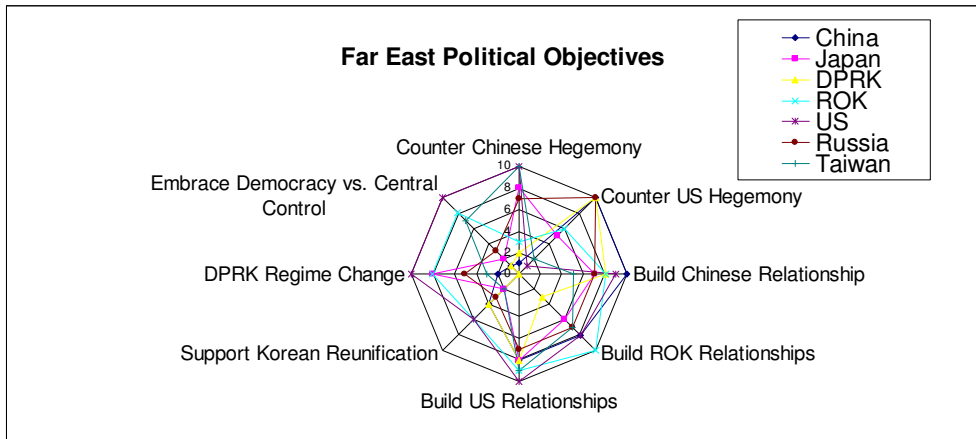 Far East Political Objectives
China
Japan
DPRK
ROK
US
Russia
Taiwan
Counter Chinese Hegemony
Counter US Hegemony
Build Chinese Relationship
Build ROK Relationships
Build US Relationships
Support Korean Reunification
DPRK Regime Change
Embrace Democracy vs. Central
Control
10
8
6
4
2
0